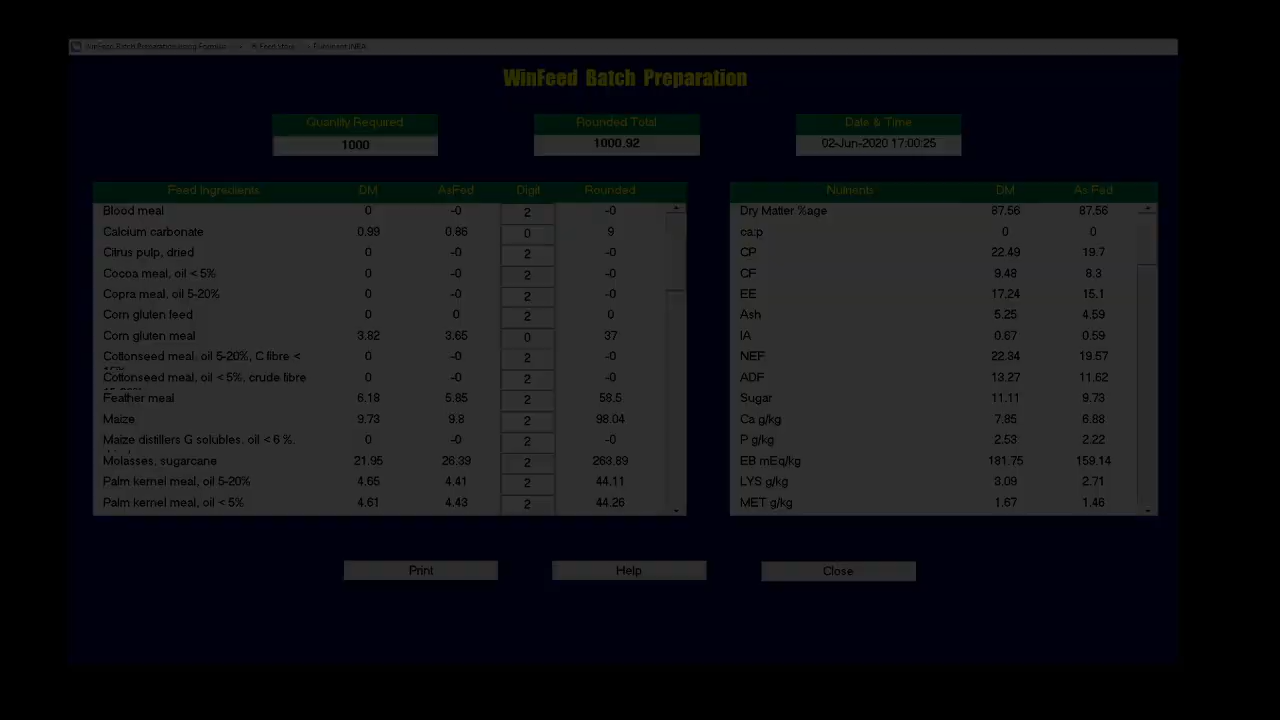 WinFeed Batch Preparation using Formula ---> Feed Mix ---> Ruminant INRA
WinFeed Batch Preparation
Quantity Required Rounded Total Date & Time
1000 1000.92 02-Jun-2020 17:00:25
Feed Ingredients DM AsFed Digit Rounded
Blood meal 0 -0 2 -0
Calcium carbonate 0.99 0.86 0 9
Citrus pulp, dried 0 -0 2 -0
Cocoa meal, oil < 5% 0 -0 2 -0
Copra meal, oil 5-20% 0 -0 2 -0
Corn gluten feed 0 0 2 0
Corn gluten meal 3.82 3.65 0 37
Cottonseed meal, oil 5-20%, C fibre < 0 -0 2 -0
Cottonseed meal, oil < 5%, crude fibre 0 -0 2 -0
Feather meal 6.18 5.85 2 58.5
Maize 9.73 9.8 2 98.04
Maize distillers G solubles, oil < 6 %, 0 -0 2 -0
Molasses, sugarcane 21.95 26.39 2 263.89
Palm kernel meal, oil 5-20% 4.65 4.41 2 44.11
Palm kernel meal, oil < 5% 4.61 4.43 2 44.26
Nutrients DM As Fed
Dry Matter %age 87.56 87.56
ca:p 0 0
CP 22.49 19.7
CF 9.48 8.3
EE 17.24 15.1
Ash 5.25 4.59
IA 0.67 0.59
NEF 22.34 19.57
ADF 13.27 11.62
Sugar 11.11 9.73
Ca g/kg 7.85 6.88
P g/kg 2.53 2.22
EB mEq/kg 181.75 159.14
LYS g/kg 3.09 2.71
MET g/kg 1.67 1.46
Print Help Close